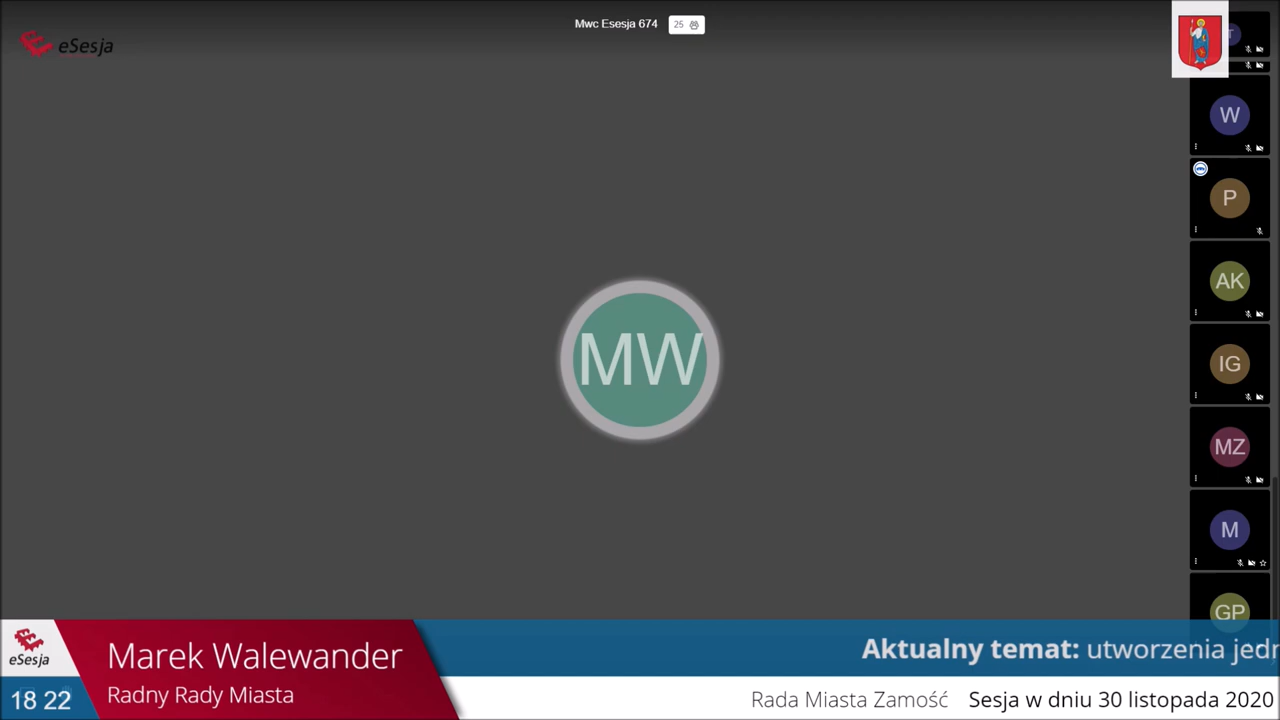 Mwc Esesja 674 25
eSesja
T
W
P
AK
IG
MZ
M
GP
MW
eSesja
Marek Walewander
Radny Rady Miasta
18 22
Aktualny temat: utworzenia jedn
Rada Miasta Zamość Sesja w dniu 30 listopada 2020